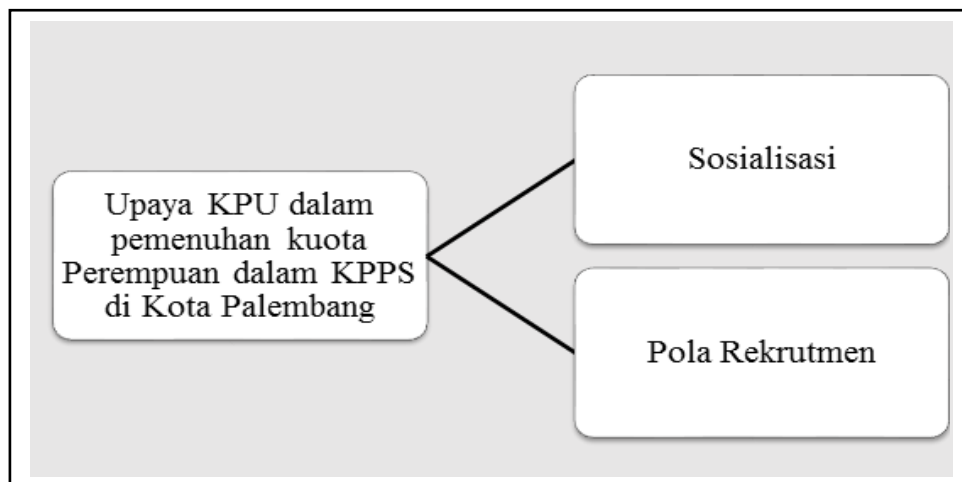 Upaya KPU dalam
pemenuhan kuota
Perempuan dalam KPPS
di Kota Palembang
Sosialisasi
Pola Rekrutmen